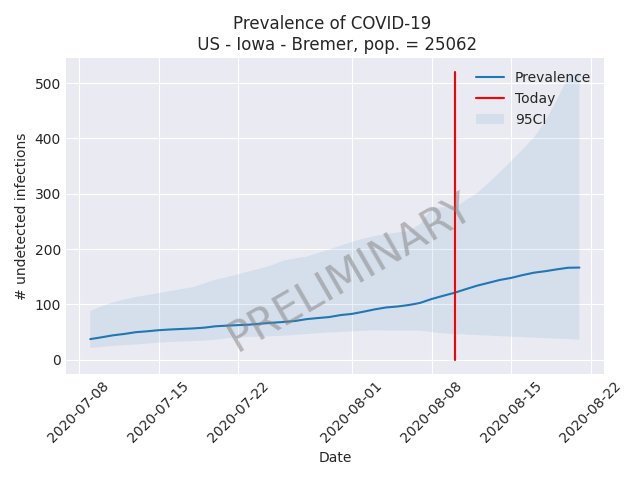 Prevalence of COVID-19
US - Iowa - Bremer, pop. = 25062
500
400
300
200
100
0
# undetected infections
Prevalence
Today
95CI
PRELIMINARY
2020-07-08
2020-07-15
2020-07-22
2020-08-01
2020-08-08
2020-08-15
2020-08-22
Date